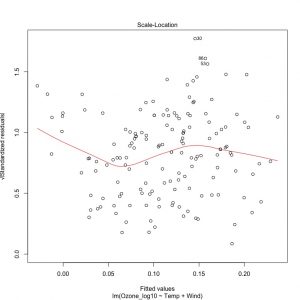 Scale-Location
√|Standardized residuals|
0.0
0.5
1.0
1.5
0.00
0.05
0.10
0.15
0.20
Fitted values
lm(Ozone_log10 ~ Temp + Wind)